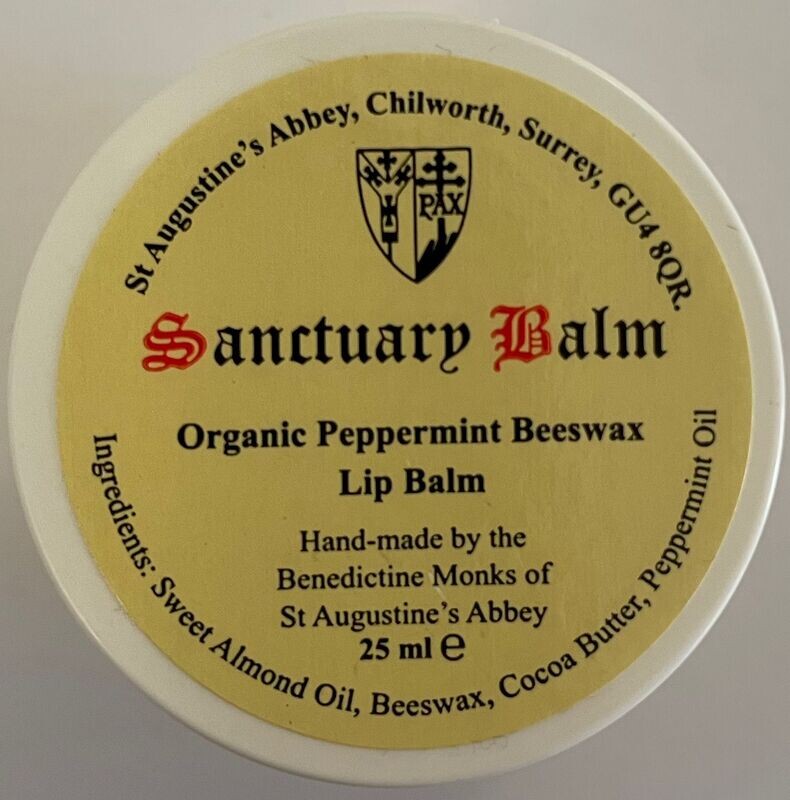 St Augustine's Abbey, Chilworth, Surrey, GU4 8QR.
PAX
Sanctuary Balm
Organic Peppermint Beeswax
Lip Balm
Hand-made by the
Benedictine Monks of
St Augustine's Abbey
25 ml ℮
Ingredients: Sweet Almond Oil, Beeswax, Cocoa Butter, Peppermint Oil